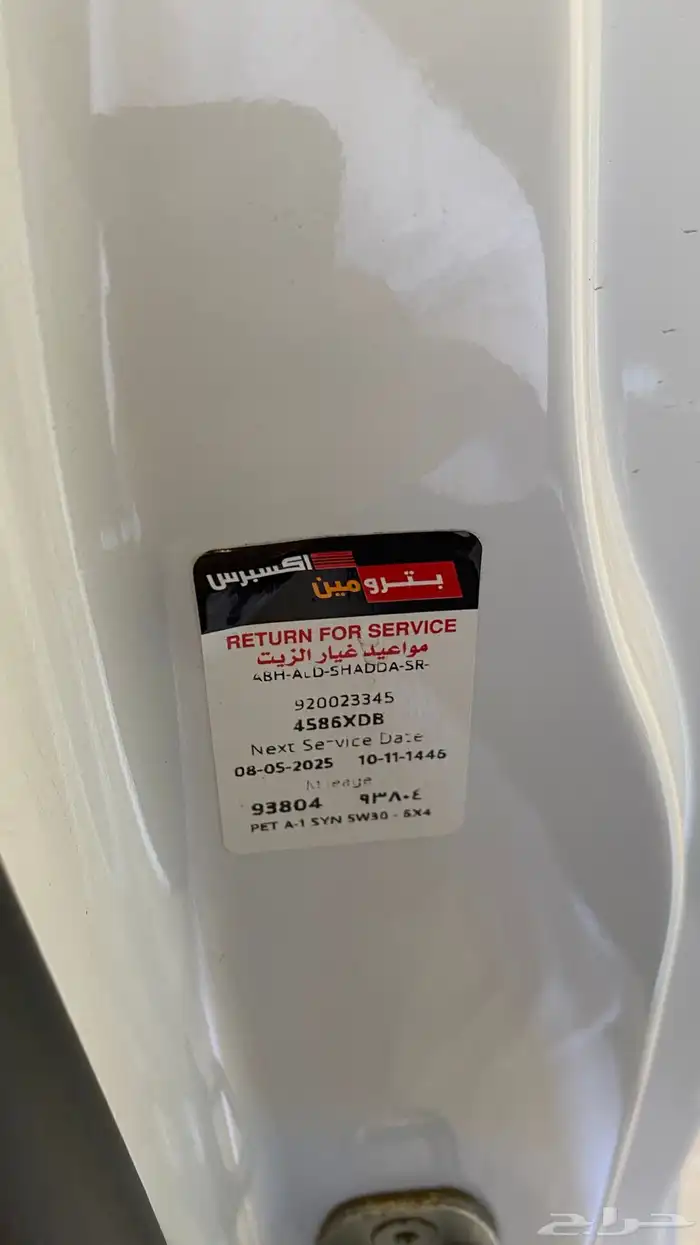 اكسبرس
بترومين
RETURN FOR SERVICE
مواعيد غيار الزيت
ABH-ALD-SHADDA-SR-
920023345
4586XDB
Next Service Date
08-05-2025 10-11-1446
Mileage
93804 ٩٣٨٠٤
PET A-1 SYN 5W30 - 6X4
حراج